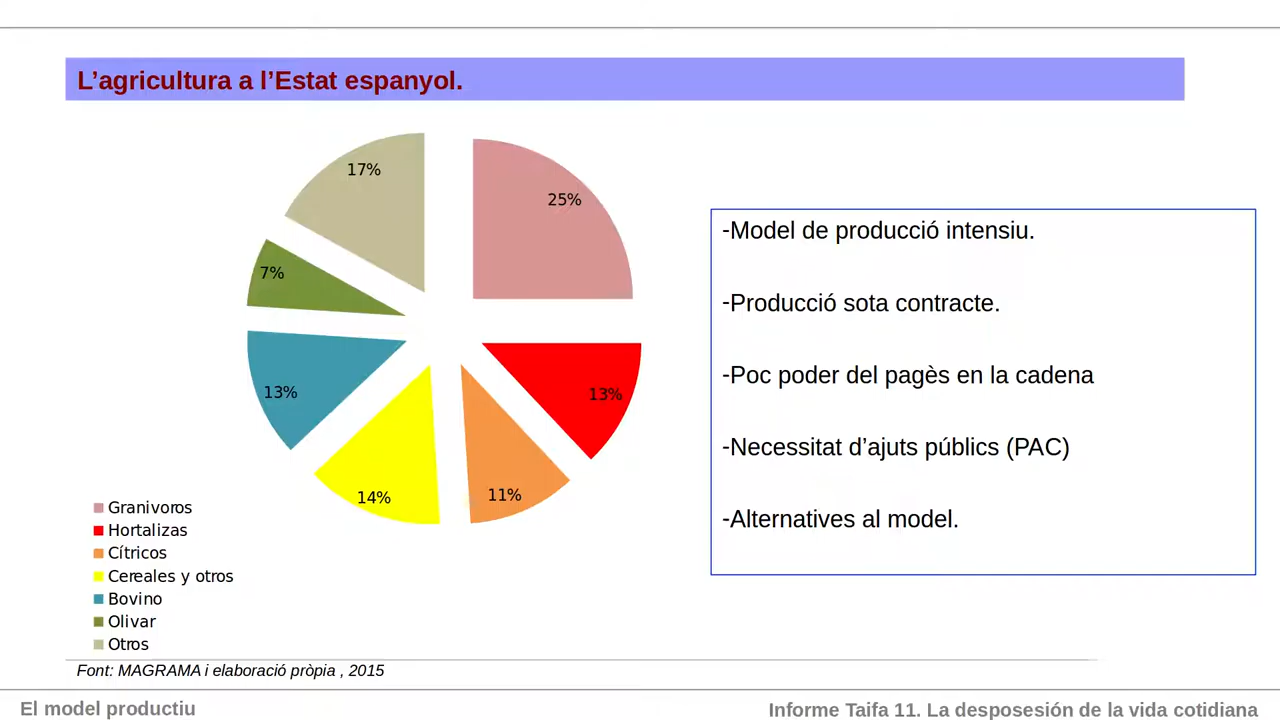 L’agricultura a l’Estat espanyol.
17%
25%
7%
13%
13%
14%
11%
Granivoros
Hortalizas
Cítricos
Cereales y otros
Bovino
Olivar
Otros
-Model de producció intensiu.
-Producció sota contracte.
-Poc poder del pagès en la cadena
-Necessitat d’ajuts públics (PAC)
-Alternatives al model.
Font: MAGRAMA i elaboració pròpia , 2015
El model productiu
Informe Taifa 11. La desposesión de la vida cotidiana